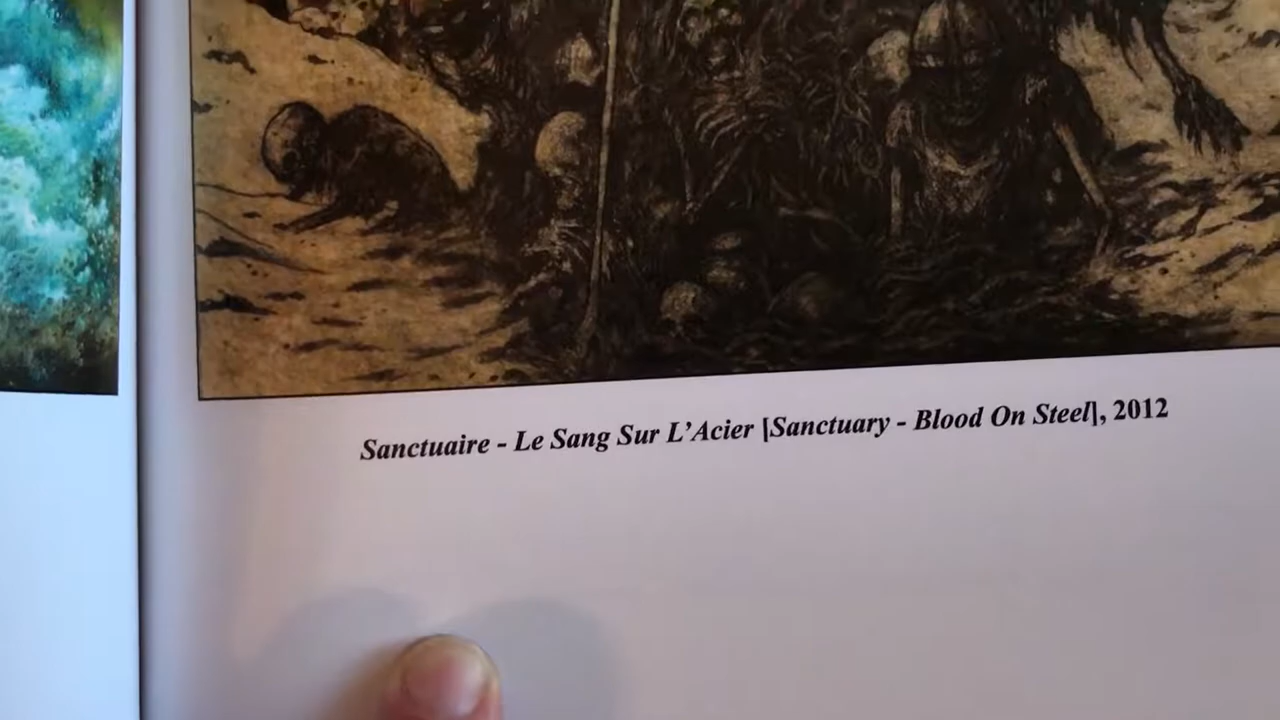 Sanctuaire - Le Sang Sur L’Acier [Sanctuary - Blood On Steel], 2012